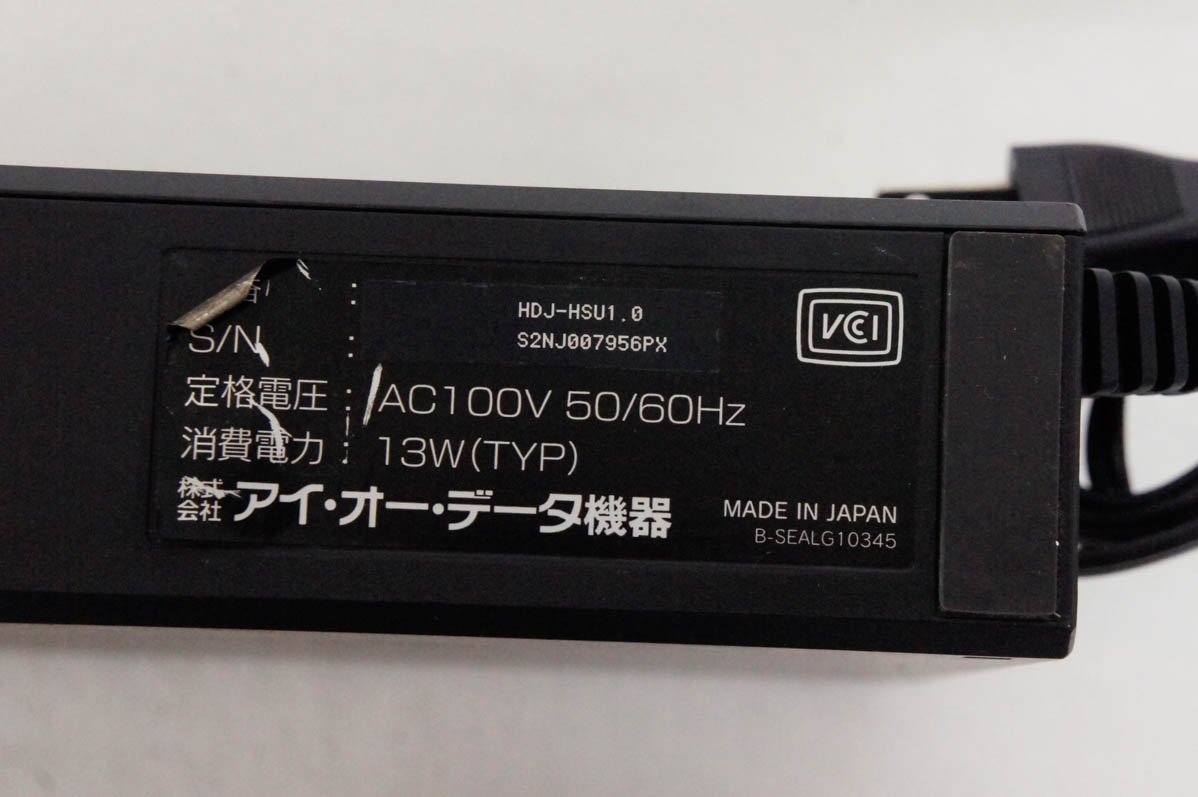 : HDJ-HSU1.0
S/N : S2NJ007956PX
VCCI
定格電圧 : AC100V 50/60Hz
消費電力 : 13W(TYP)
株式会社 アイ・オー・データ機器
MADE IN JAPAN
B-SEALG10345